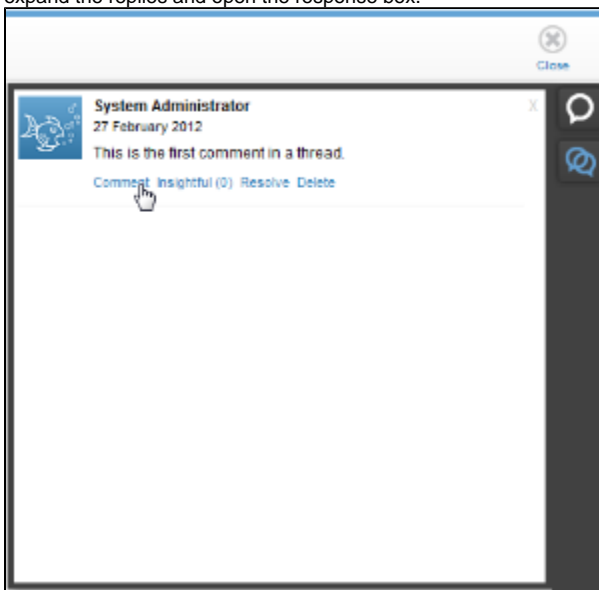 expand the replies and open the response box.
Close
System Administrator
X
27 February 2012
This is the first comment in a thread.
Comment Insightful (0) Resolve Delete